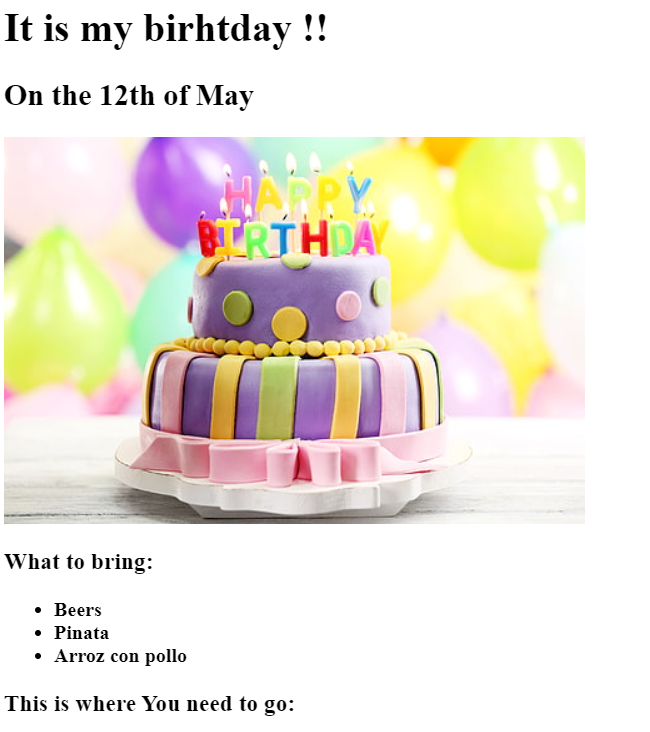 It is my birhtday !!
On the 12th of May
HAPPY
BIRTHDAY
What to bring:
Beers
Pinata
Arroz con pollo
This is where You need to go: